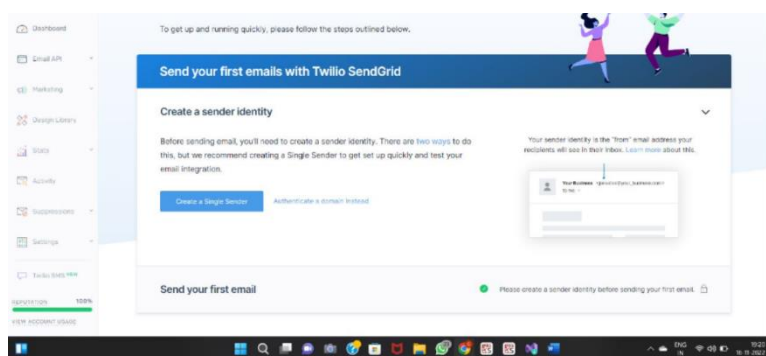 Dashboard
To get up and running quickly, please follow the steps outlined below.
Email API
Send your first emails with Twilio SendGrid
Marketing
Create a sender identity
Design Library
Before sending email, you'll need to create a sender identity. There are two ways to do
this, but we recommend creating a Single Sender to get set up quickly and test your
email integration.
Your sender identity is the "from" email address your
recipients will see in their inbox. Learn more about this.
Stats
Activity
Your Business
to me
Create a Single Sender
Authenticate a domain instead
Suppressions
Settings
Twilio SMS NEW
Send your first email
Please create a sender identity before sending your first email.
REPUTATION 100%
VIEW ACCOUNT USAGE
ENG
IN